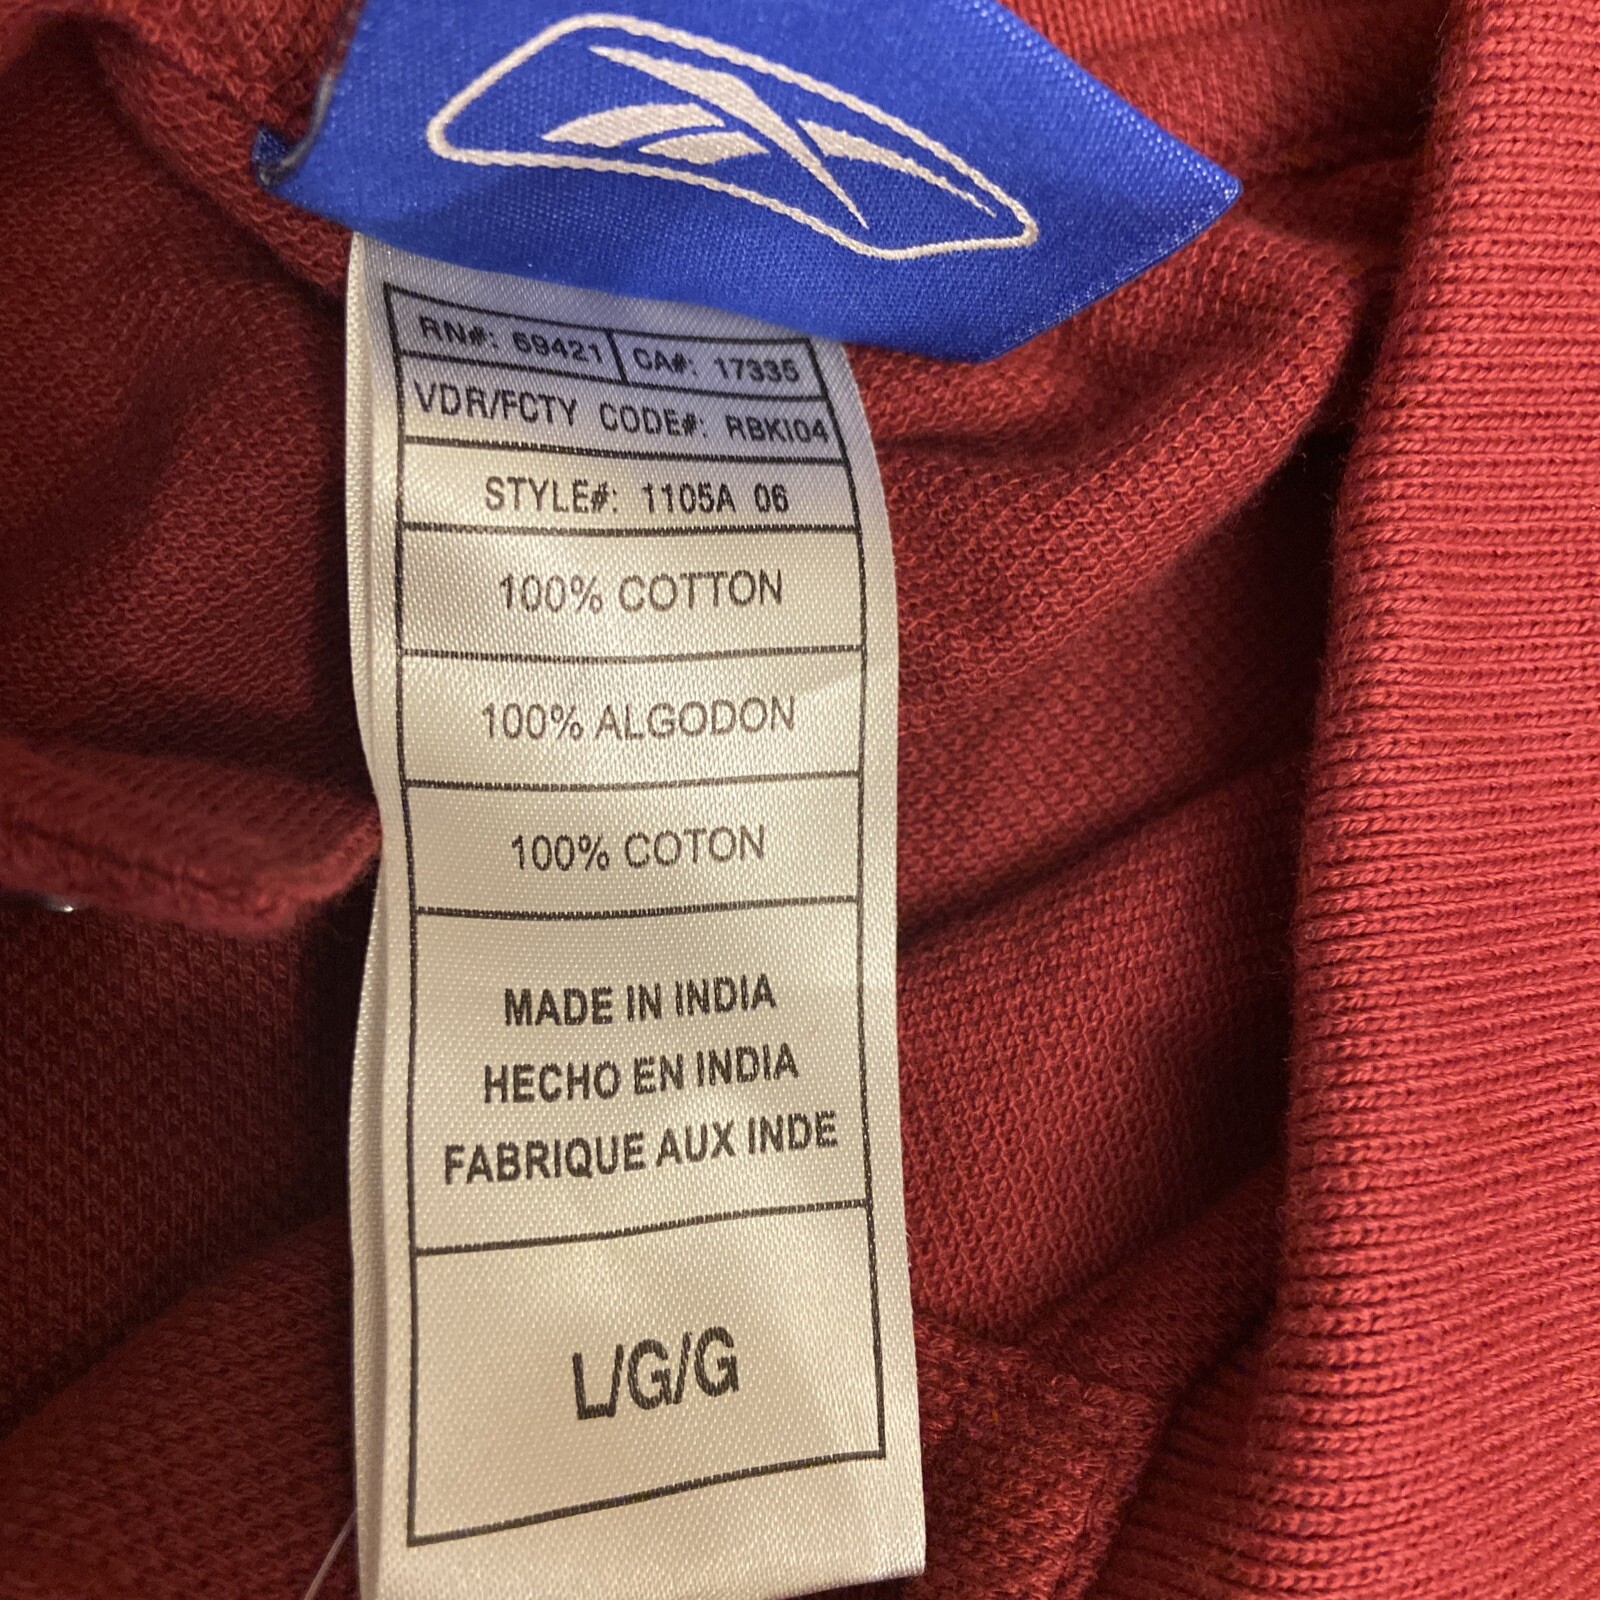 RN#: 69421 CA#: 17335
VDR/FCTY CODE#: RBKI04
STYLE#: 1105A 06
100% COTTON
100% ALGODON
100% COTON
MADE IN INDIA
HECHO EN INDIA
FABRIQUE AUX INDE
L/G/G